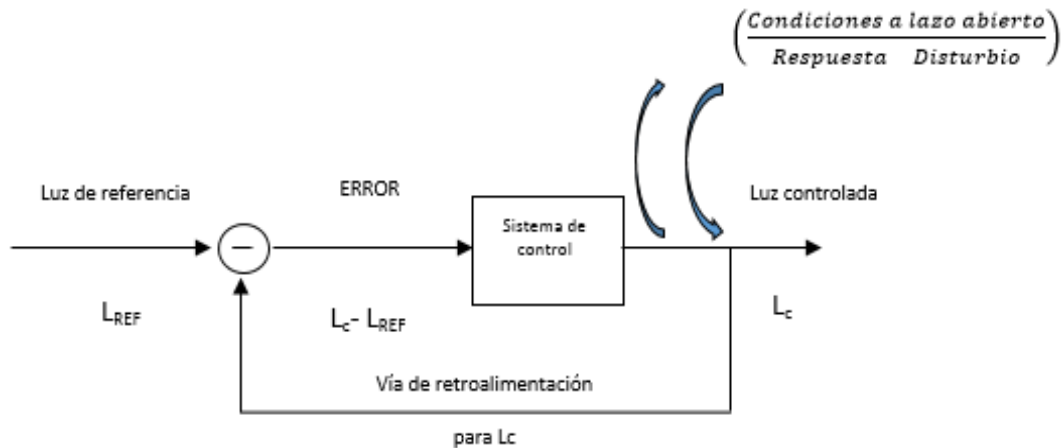 (Condiciones a lazo abierto
Respuesta Disturbio)
Luz de referencia
ERROR
Sistema de
control
Luz controlada
−
L_REF
L_c- L_REF
L_c
Vía de retroalimentación
para Lc